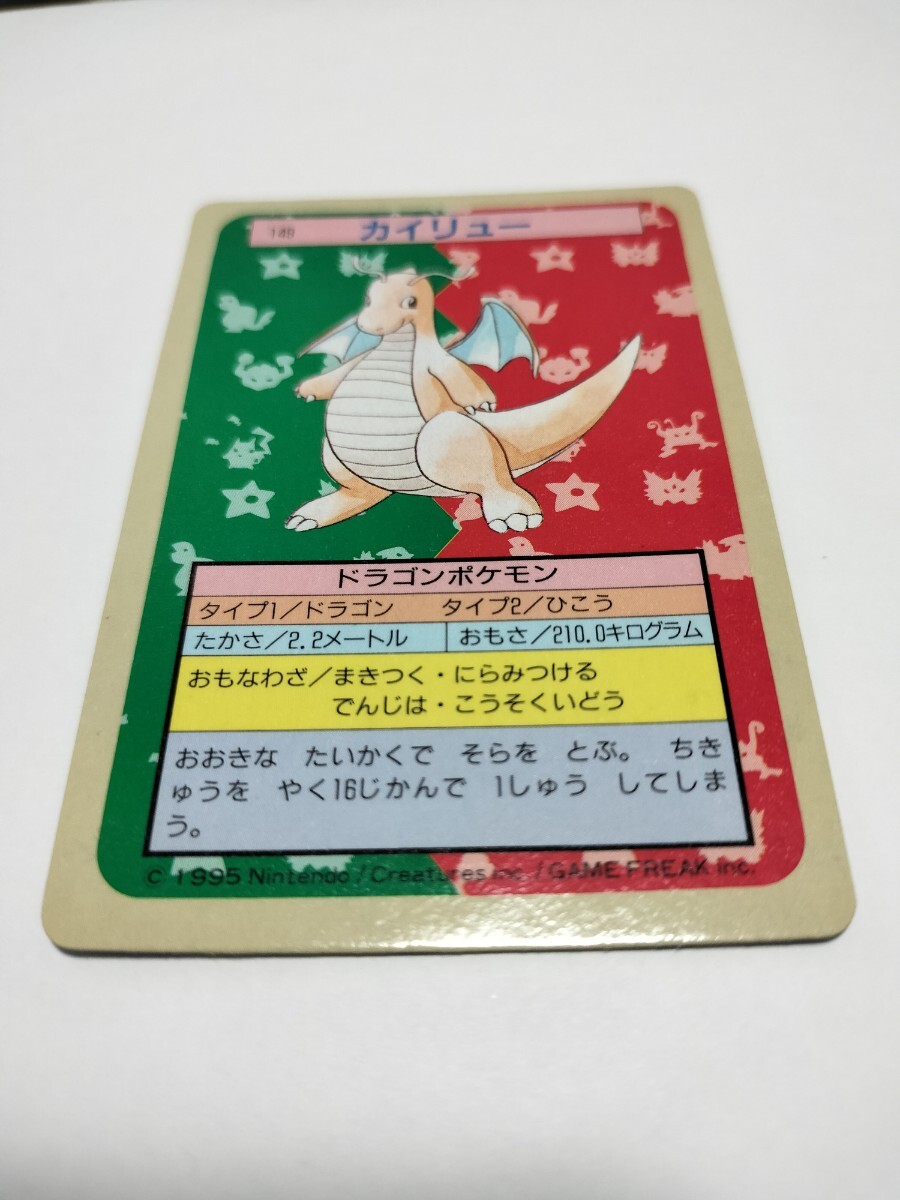 149 カイリュー
ドラゴンポケモン
タイプ1/ドラゴン タイプ2/ひこう
たかさ/2.2メートル おもさ/210.0キログラム
おもなわざ/まきつく・にらみつける
でんじは・こうそくいどう
おおきな たいかくで そらを とぶ。 ちき
ゅうを やく16じかんで 1しゅう してしま
う。
© 1995 Nintendo / Creatures inc. / GAME FREAK inc.